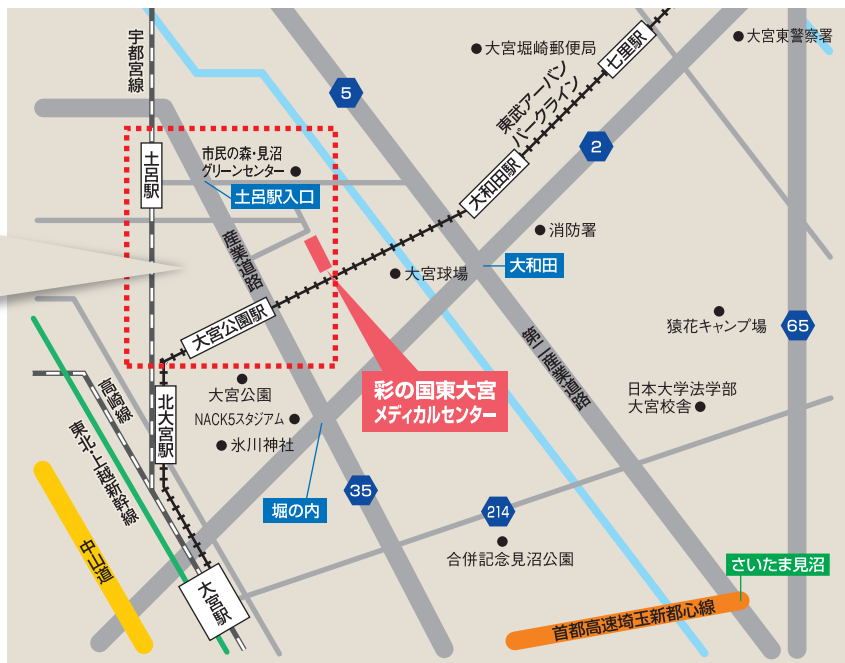 宇都宮線
大宮堀崎郵便局
七里駅
大宮東警察署
5
東武アーバン
パークライン
2
土呂駅
市民の森・見沼
グリーンセンター
土呂駅入口
大和田駅
消防署
産業道路
大和田
大宮球場
大宮公園駅
猿花キャンプ場
65
第二産業道路
彩の国東大宮
メディカルセンター
大宮公園
北大宮駅
NACK5スタジアム
氷川神社
日本大学法学部
大宮校舎
高崎線
東北・上越新幹線
35
堀の内
214
中山道
合併記念見沼公園
さいたま見沼
大宮駅
首都高速埼玉新都心線